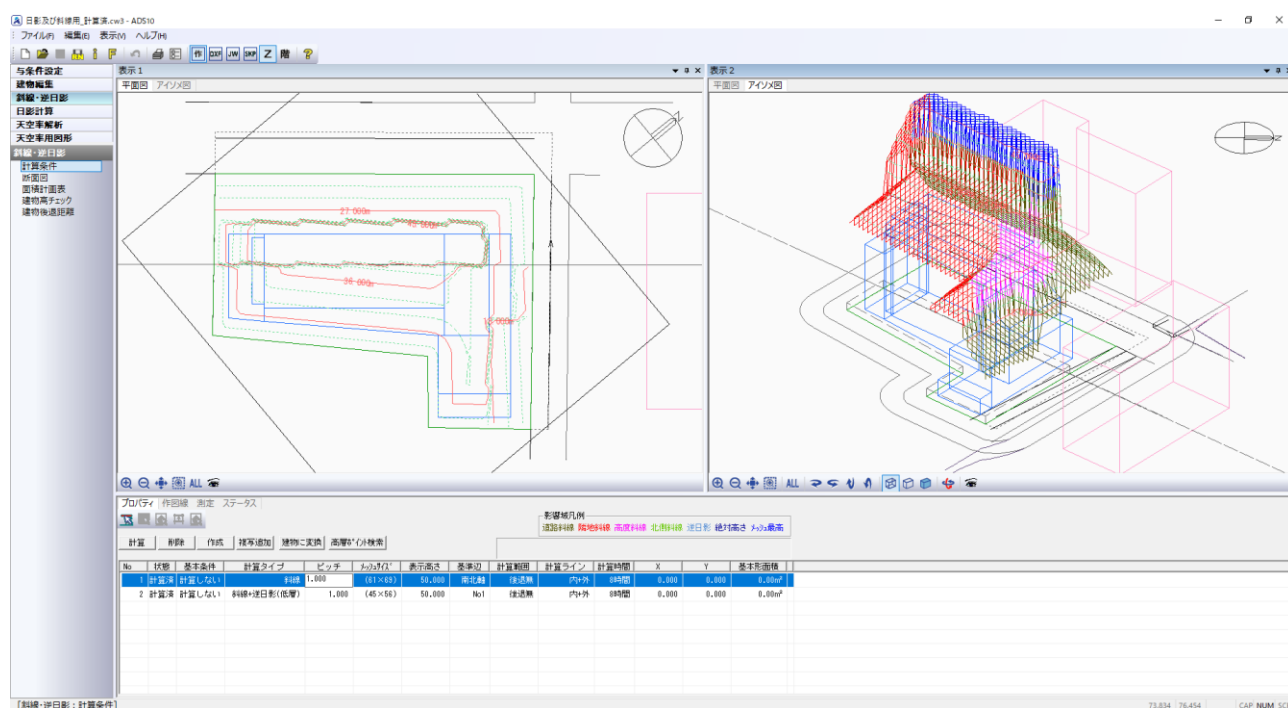 日影及び斜線用_計算済.cw3 - ADS10
ファイル(F) 編集(E) 表示(V) ヘルプ(H)
作 DXF JW SKP Z 階
与条件設定
建物編集
斜線・逆日影
日影計算
天空率解析
天空率用図形
斜線・逆日影
計算条件
断面図
面積計画表
建物高チェック
建物後退距離
表示1
平面図 アイソメ図
27.000m
36.000m
ALL
表示2
平面図 アイソメ図
ALL
プロパティ 作図線 測定 ステータス
影響域凡例
道路斜線 隣地斜線 高度斜線 北側斜線 逆日影 絶対高さ メッシュ最高
計算 削除 作成 複写追加 建物に変換 高層ポイント検索
No 状態 基本条件 計算タイプ ピッチ メッシュサイズ 表示高さ 基準辺 計算範囲 計算ライン 計算時間 X Y 基本形面積
1 計算済 計算しない 斜線 1.000 (61×69) 50.000 南北軸 後退無 内+外 8時間 0.000 0.000 0.00㎡
2 計算済 計算しない 斜線+逆日影(低層) 1.000 (45×56) 50.000 No1 後退無 内+外 8時間 0.000 0.000 0.00㎡
[斜線・逆日影:計算条件]
73.834 76.454 CAP NUM